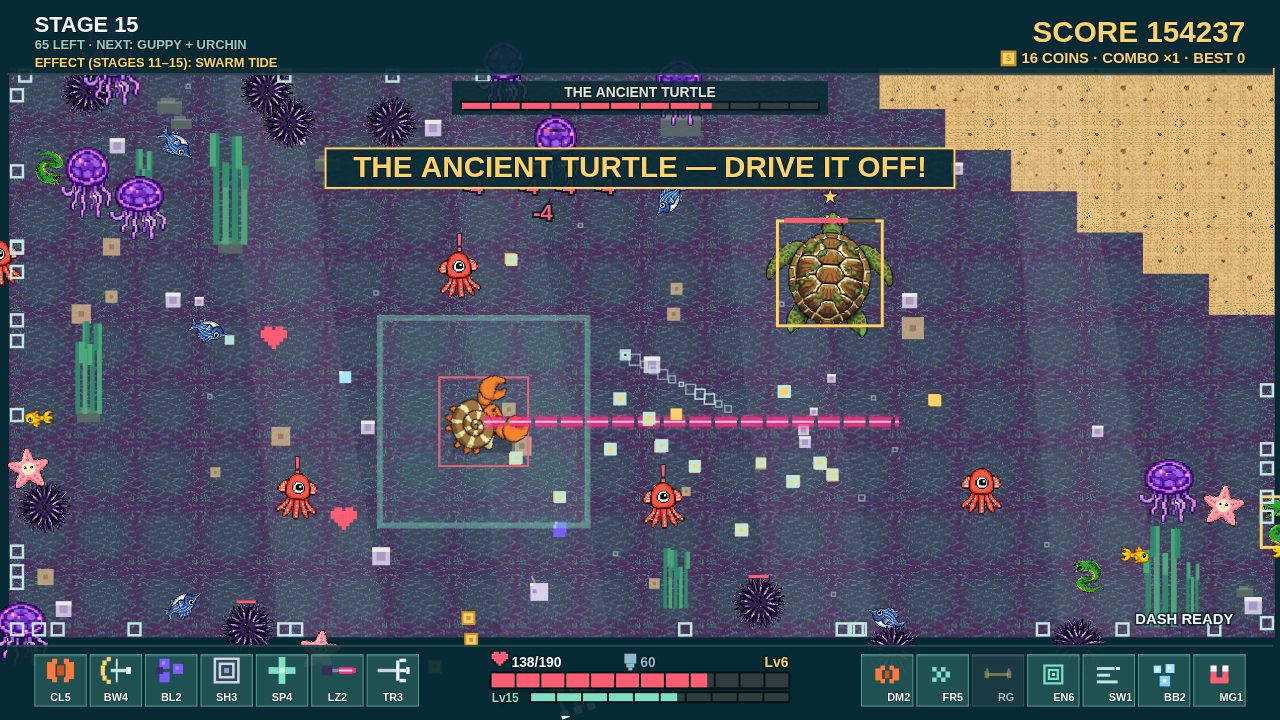 STAGE 15
65 LEFT · NEXT: GUPPY + URCHIN
EFFECT (STAGES 11–15): SWARM TIDE
SCORE 154237
16 COINS · COMBO ×1 · BEST 0
THE ANCIENT TURTLE
THE ANCIENT TURTLE — DRIVE IT OFF!
-4
DASH READY
CL5
BW4
BL2
SH3
SP4
LZ2
TR3
138/190
60
Lv6
Lv15
DM2
FR5
RG
EN6
SW1
BB2
MG1